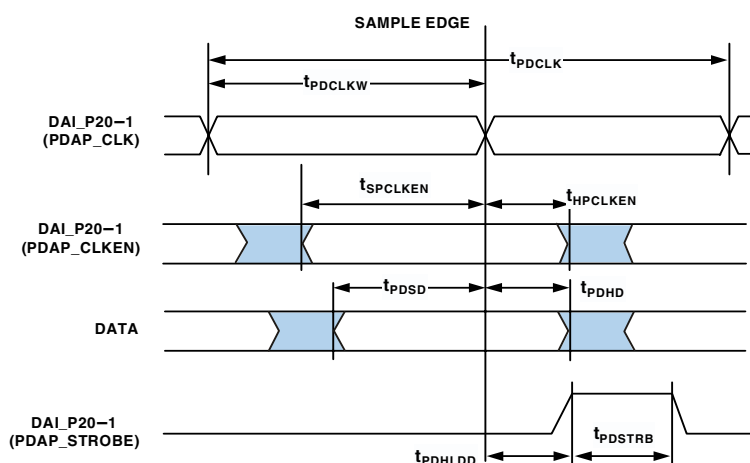 SAMPLE EDGE
tPDCLK
tPDCLKW
DAI_P20–1
(PDAP_CLK)
tSPCLKEN
tHPCLKEN
DAI_P20–1
(PDAP_CLKEN)
tPDSD
tPDHD
DATA
DAI_P20–1
(PDAP_STROBE)
tPDHLDD
tPDSTRB